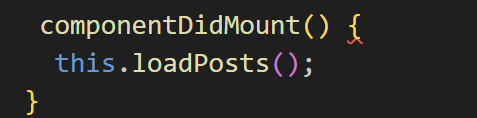 componentDidMount() {
this.loadPosts();
}